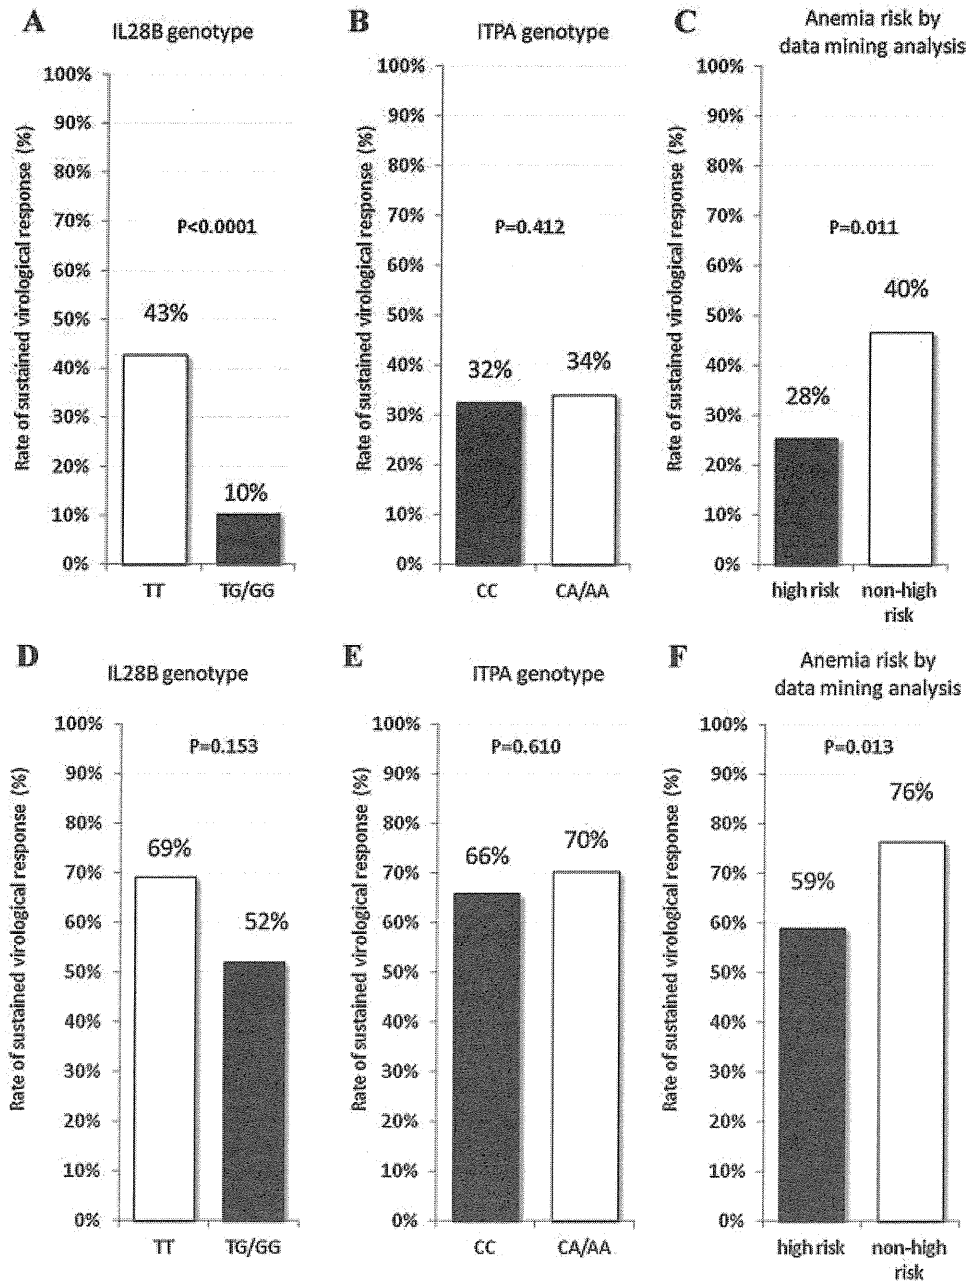 A
IL28B genotype
Rate of sustained virological response (%)
100%
90%
80%
70%
60%
50%
40%
30%
20%
10%
0%
P<0.0001
43%
10%
TT
TG/GG
B
ITPA genotype
Rate of sustained virological response (%)
100%
90%
80%
70%
60%
50%
40%
30%
20%
10%
0%
P=0.412
32%
34%
CC
CA/AA
C
Anemia risk by
data mining analysis
Rate of sustained virological response (%)
100%
90%
80%
70%
60%
50%
40%
30%
20%
10%
0%
P=0.011
28%
40%
high risk
non-high
risk
D
IL28B genotype
Rate of sustained virological response (%)
100%
90%
80%
70%
60%
50%
40%
30%
20%
10%
0%
P=0.153
69%
52%
TT
TG/GG
E
ITPA genotype
Rate of sustained virological response (%)
100%
90%
80%
70%
60%
50%
40%
30%
20%
10%
0%
P=0.610
66%
70%
CC
CA/AA
F
Anemia risk by
data mining analysis
Rate of sustained virological response (%)
100%
90%
80%
70%
60%
50%
40%
30%
20%
10%
0%
P=0.013
59%
76%
high risk
non-high
risk